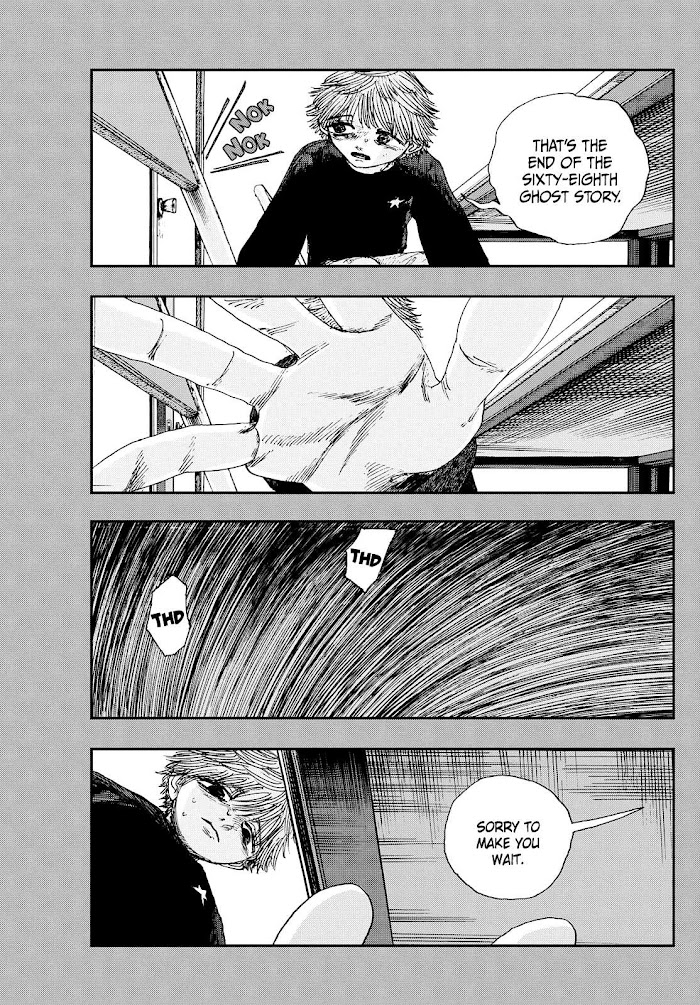 NOK
NOK
THAT'S THE
END OF THE
SIXTY-EIGHTH
GHOST STORY.
THD
THD
SORRY TO
MAKE YOU
WAIT.